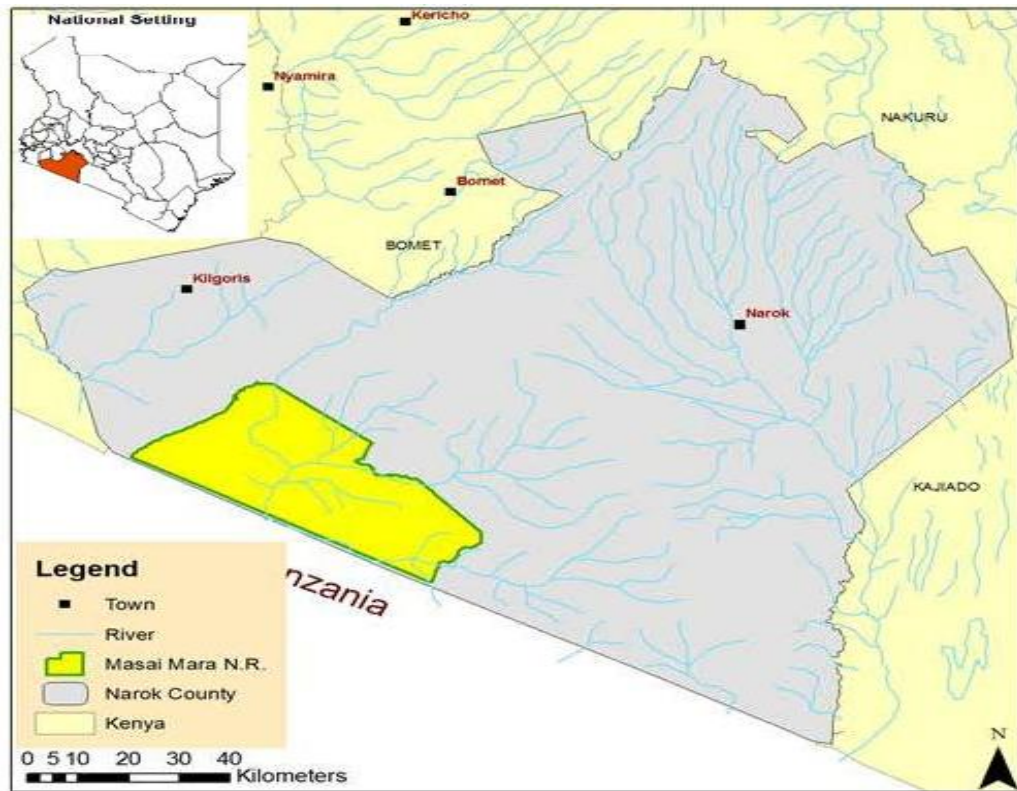 National Setting
Kericho
Nyamira
NAKURU
Bomet
BOMET
Kilgoris
Narok
KAJIADO
nzania
Legend
Town
River
Masai Mara N.R.
Narok County
Kenya
0 5 10 20 30 40
Kilometers
N